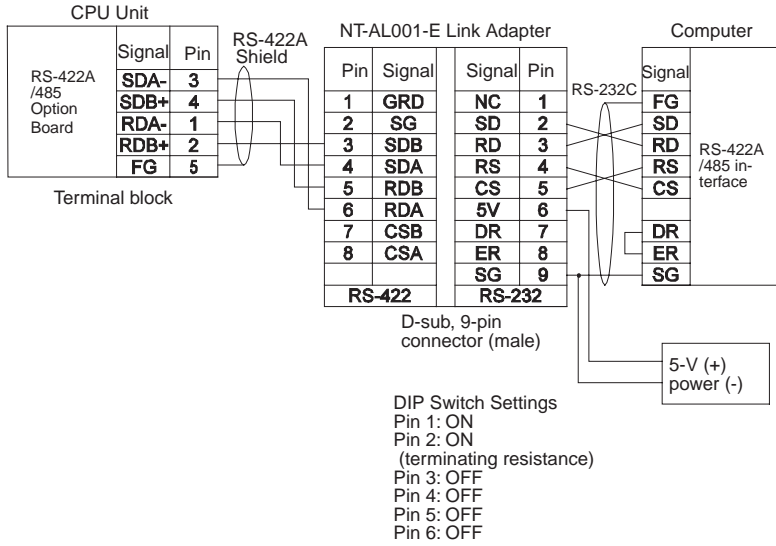 CPU Unit
RS-422A
/485
Option
Board
Signal Pin
SDA- 3
SDB+ 4
RDA- 1
RDB+ 2
FG 5
Terminal block
RS-422A
Shield
NT-AL001-E Link Adapter
Pin Signal
1 GRD
2 SG
3 SDB
4 SDA
5 RDB
6 RDA
7 CSB
8 CSA
RS-422
Signal Pin
NC 1
SD 2
RD 3
RS 4
CS 5
5V 6
DR 7
ER 8
SG 9
RS-232
D-sub, 9-pin
connector (male)
RS-232C
Computer
Signal
FG
SD
RD
RS
CS
DR
ER
SG
RS-422A
/485 in-
terface
5-V (+)
power (-)
DIP Switch Settings
Pin 1: ON
Pin 2: ON
(terminating resistance)
Pin 3: OFF
Pin 4: OFF
Pin 5: OFF
Pin 6: OFF